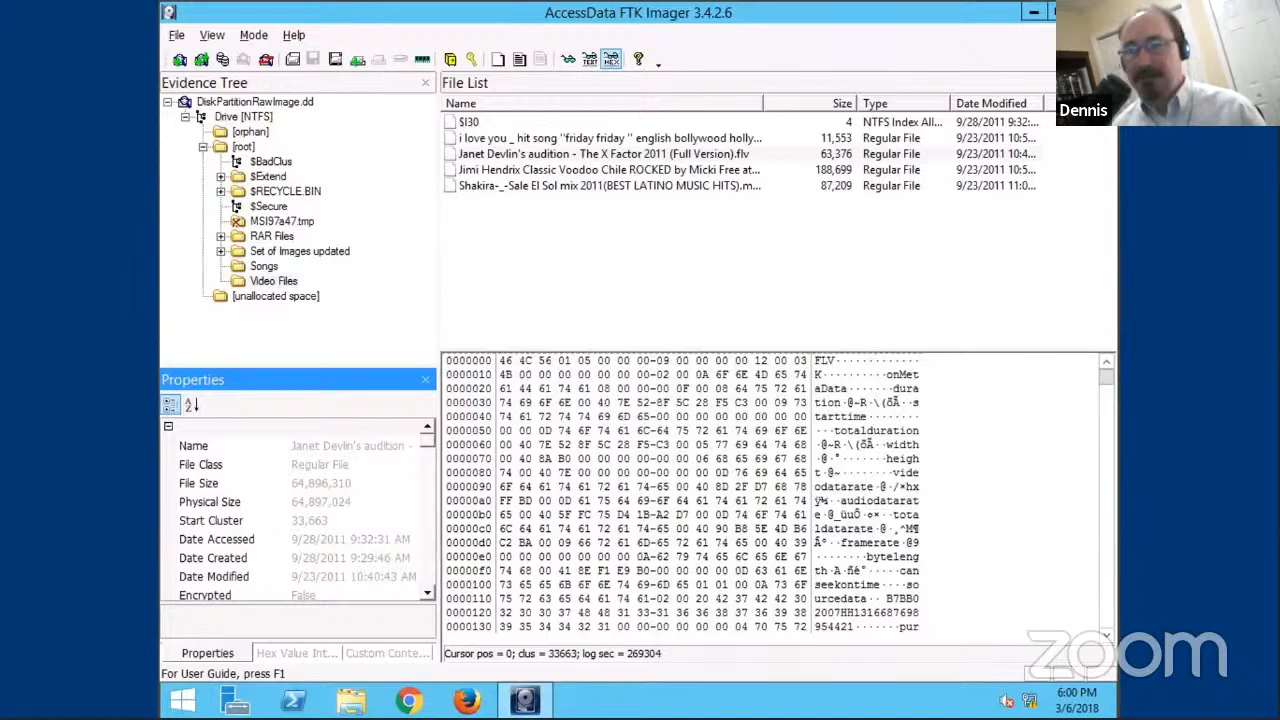 AccessData FTK Imager 3.4.2.6
File View Mode Help
Evidence Tree
DiskPartitionRawImage.dd
Drive [NTFS]
[orphan]
[root]
$BadClus
$Extend
$RECYCLE.BIN
$Secure
MSI97a47.tmp
RAR Files
Set of Images updated
Songs
Video Files
[unallocated space]
File List
Name Size Type Date Modified
$I30 4 NTFS Index All... 9/28/2011 9:32:...
i love you _ hit song ''friday friday '' english bollywood holly... 11,553 Regular File 9/23/2011 10:5...
Janet Devlin's audition - The X Factor 2011 (Full Version).flv 63,376 Regular File 9/23/2011 10:4...
Jimi Hendrix Classic Voodoo Chile ROCKED by Micki Free at... 188,699 Regular File 9/23/2011 10:5...
Shakira-_-Sale El Sol mix 2011(BEST LATINO MUSIC HITS).m... 87,209 Regular File 9/23/2011 11:0...
Dennis
Properties
Name Janet Devlin's audition -
File Class Regular File
File Size 64,896,310
Physical Size 64,897,024
Start Cluster 33,663
Date Accessed 9/28/2011 9:32:31 AM
Date Created 9/28/2011 9:29:46 AM
Date Modified 9/23/2011 10:40:43 AM
Encrypted False
Properties Hex Value Int... Custom Conte...
0000000 46 4C 56 01 05 00 00 00-09 00 00 00 00 12 00 03 FLV·············
0000010 4B 00 00 00 00 00 00 00-02 00 0A 6F 6E 4D 65 74 K··········onMet
0000020 61 44 61 74 61 08 00 00-00 0F 00 08 64 75 72 61 aData·······dura
0000030 74 69 6F 6E 00 40 7E 52-8F 5C 28 F5 C3 00 09 73 tion·@~R·\(õÃ··s
0000040 74 61 72 74 74 69 6D 65-00 00 00 00 00 00 00 00 tarttime········
0000050 00 00 0D 74 6F 74 61 6C-64 75 72 61 74 69 6F 6E ···totalduration
0000060 00 40 7E 52 8F 5C 28 F5-C3 00 05 77 69 64 74 68 ·@~R·\(õÃ··width
0000070 00 40 8A B0 00 00 00 00-00 00 06 68 65 69 67 68 ·@·°·······heigh
0000080 74 00 40 7E 00 00 00 00-00 00 00 0D 76 69 64 65 t·@~········vide
0000090 6F 64 61 74 61 72 61 74-65 00 40 8D 2F D7 68 78 odatarate·@·/×hx
00000a0 FF BD 00 0D 61 75 64 69-6F 64 61 74 61 72 61 74 ÿ½··audiodatarat
00000b0 65 00 40 5F FC 75 D4 1B-A2 D7 00 0D 74 6F 74 61 e·@_üuÔ·¢×··tota
00000c0 6C 64 61 74 61 72 61 74-65 00 40 90 B8 5E 4D B6 ldatarate·@·¸^M¶
00000d0 C2 BA 00 09 66 72 61 6D-65 72 61 74 65 00 40 39 Âº··framerate·@9
00000e0 00 00 00 00 00 00 00 0A-62 79 74 65 6C 65 6E 67 ········byteleng
00000f0 74 68 00 41 8E F1 E9 B0-00 00 00 00 0D 63 61 6E th·A·ñé°·····can
0000100 73 65 65 6B 6F 6E 74 69-6D 65 01 01 00 0A 73 6F seekontime····so
0000110 75 72 63 65 64 61 74 61-02 00 20 42 37 42 42 30 urcedata·· B7BB0
0000120 32 30 30 37 48 48 31 33-31 36 36 38 37 36 39 38 2007HH1316687698
0000130 39 35 34 34 32 31 00 00-00 00 00 00 04 70 75 72 954421·······pur
Cursor pos = 0; clus = 33663; log sec = 269304
For User Guide, press F1
zoom
6:00 PM
3/6/2018